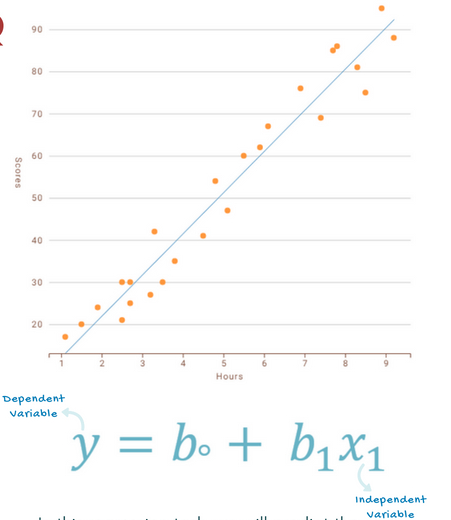 90
80
70
60
50
40
30
20
Scores
1 2 3 4 5 6 7 8 9
Hours
Dependent
Variable
y = b₀ + b₁x₁
Independent
Variable